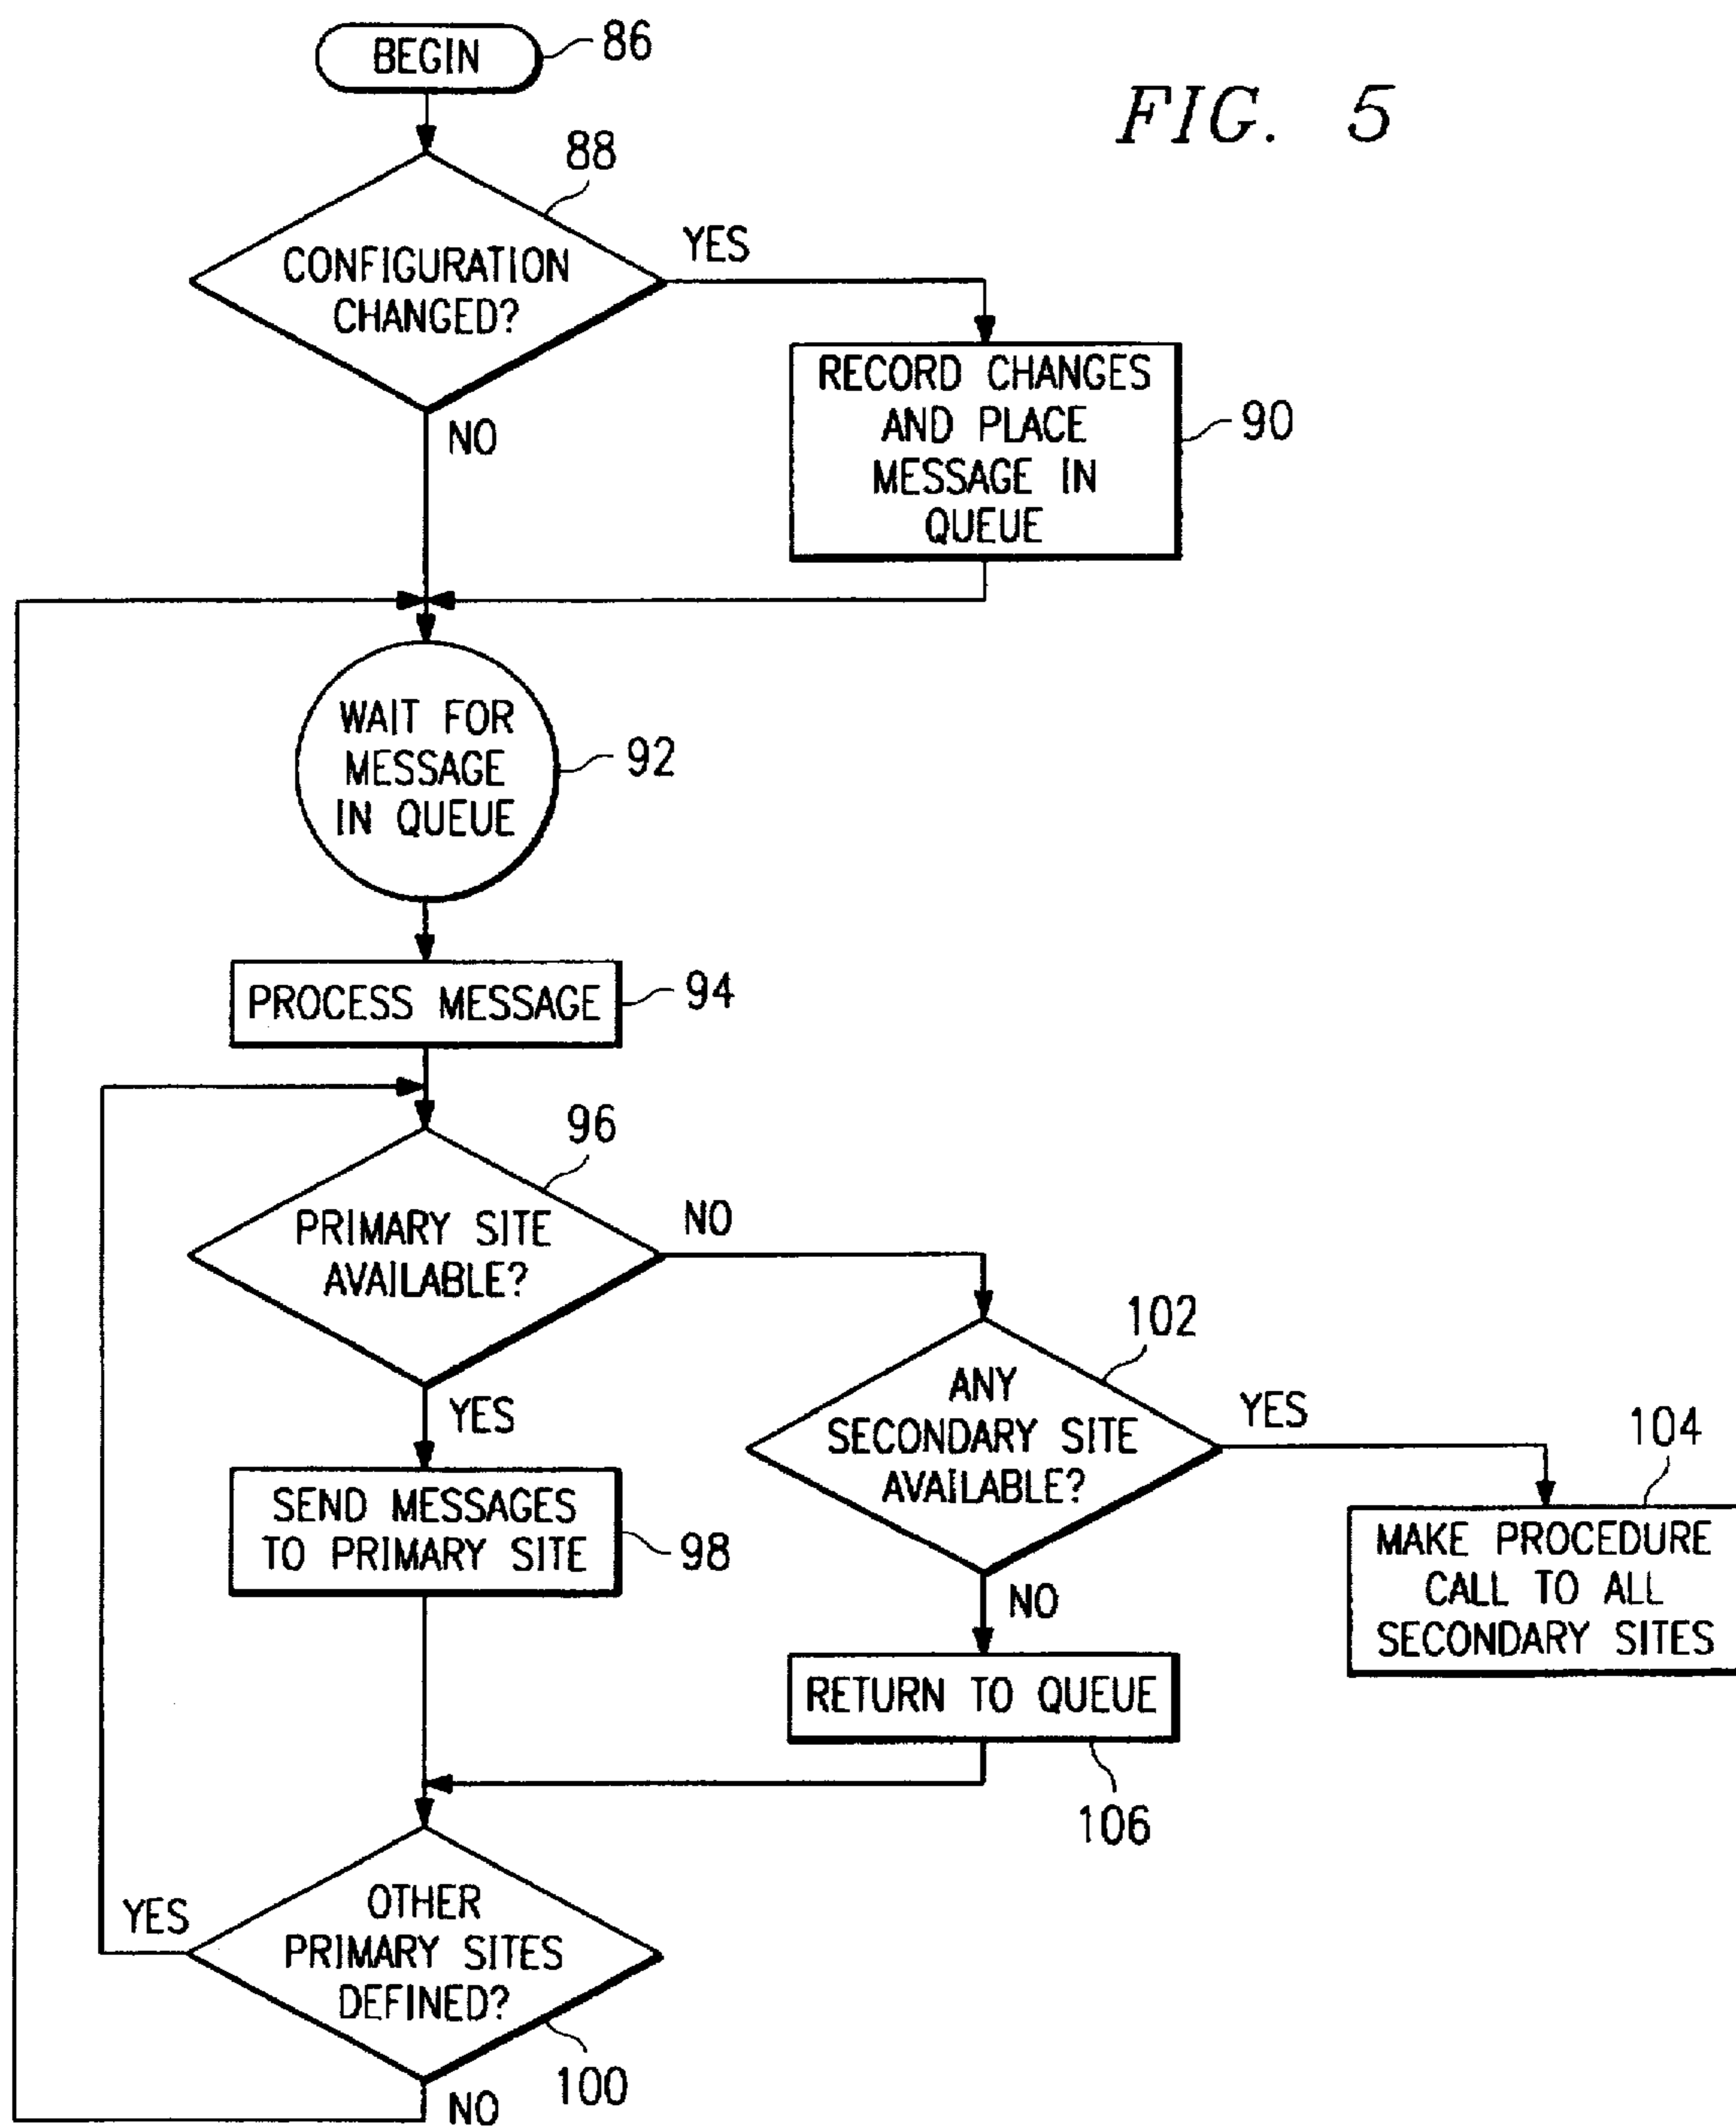 BEGIN
86
FIG. 5
88
CONFIGURATION
CHANGED?
YES
NO
RECORD CHANGES
AND PLACE
MESSAGE IN
QUEUE
90
WAIT FOR
MESSAGE
IN QUEUE
92
PROCESS MESSAGE
94
96
PRIMARY SITE
AVAILABLE?
NO
YES
102
ANY
SECONDARY SITE
AVAILABLE?
YES
NO
104
MAKE PROCEDURE
CALL TO ALL
SECONDARY SITES
SEND MESSAGES
TO PRIMARY SITE
98
RETURN TO QUEUE
106
OTHER
PRIMARY SITES
DEFINED?
YES
100
NO